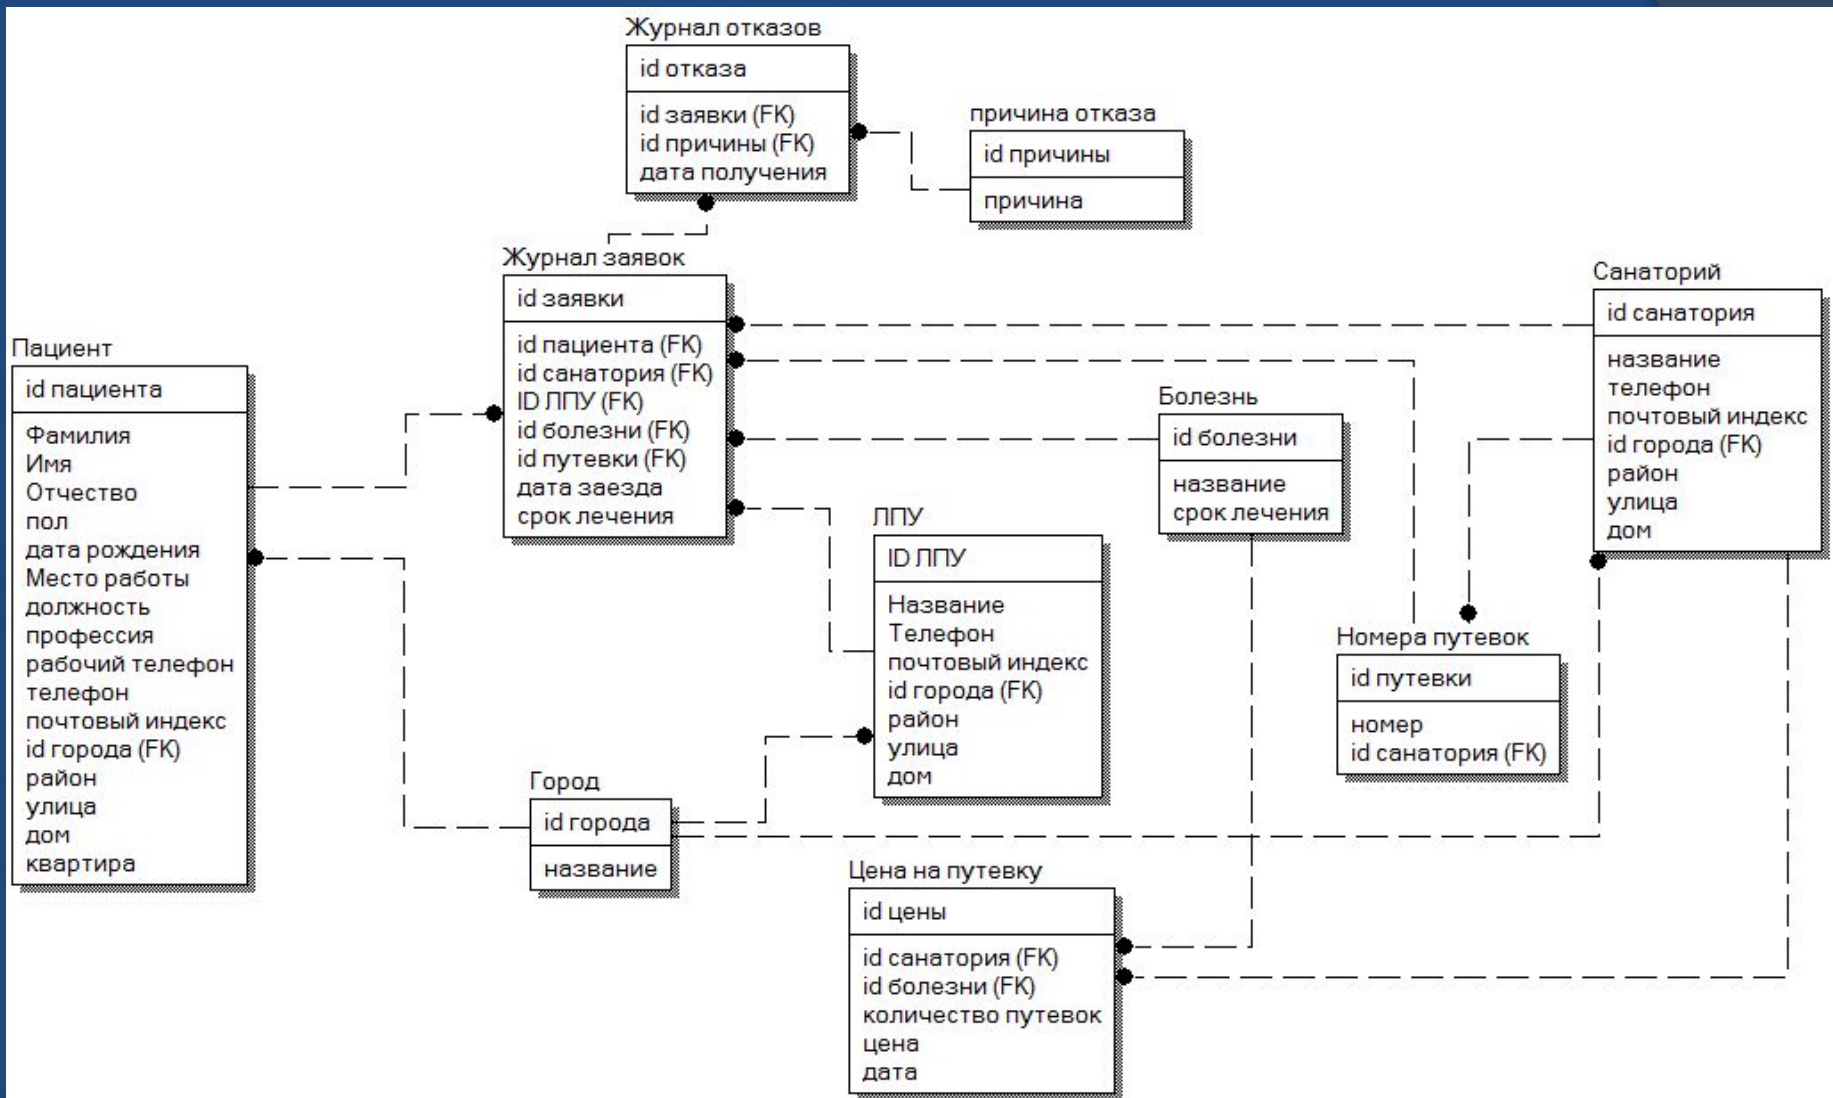 Журнал отказов
id отказа
id заявки (FK)
id причины (FK)
дата получения
причина отказа
id причины
причина
Журнал заявок
id заявки
id пациента (FK)
id санатория (FK)
ID ЛПУ (FK)
id болезни (FK)
id путевки (FK)
дата заезда
срок лечения
Санаторий
id санатория
название
телефон
почтовый индекс
id города (FK)
район
улица
дом
Пациент
id пациента
Фамилия
Имя
Отчество
пол
дата рождения
Место работы
должность
профессия
рабочий телефон
телефон
почтовый индекс
id города (FK)
район
улица
дом
квартира
Болезнь
id болезни
название
срок лечения
ЛПУ
ID ЛПУ
Название
Телефон
почтовый индекс
id города (FK)
район
улица
дом
Номера путевок
id путевки
номер
id санатория (FK)
Город
id города
название
Цена на путевку
id цены
id санатория (FK)
id болезни (FK)
количество путевок
цена
дата